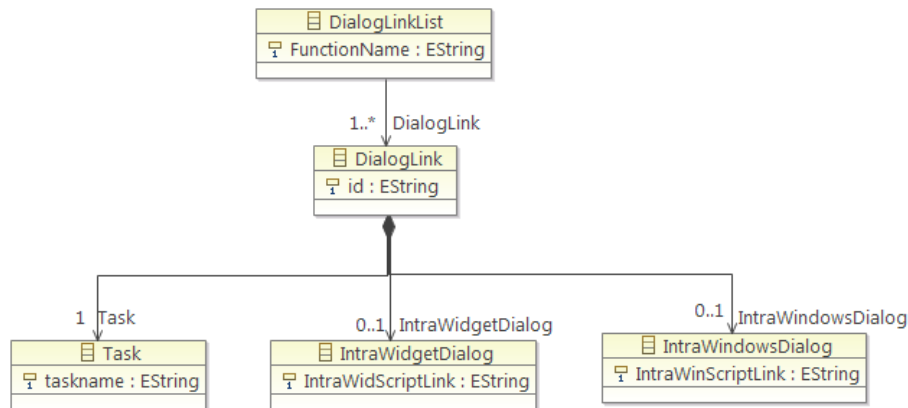 DialogLinkList
FunctionName : EString
1..* DialogLink
DialogLink
id : EString
1 Task
0..1 IntraWidgetDialog
0..1 IntraWindowsDialog
Task
taskname : EString
IntraWidgetDialog
IntraWidScriptLink : EString
IntraWindowsDialog
IntraWinScriptLink : EString